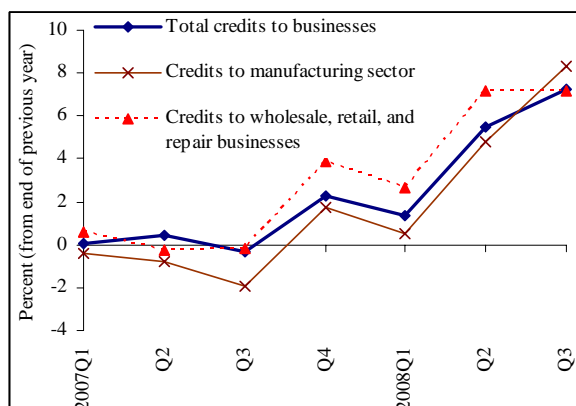 Percent (from end of previous year)
10
8
6
4
2
0
-2
-4
Total credits to businesses
Credits to manufacturing sector
Credits to wholesale, retail, and
repair businesses
2007Q1
Q2
Q3
Q4
2008Q1
Q2
Q3